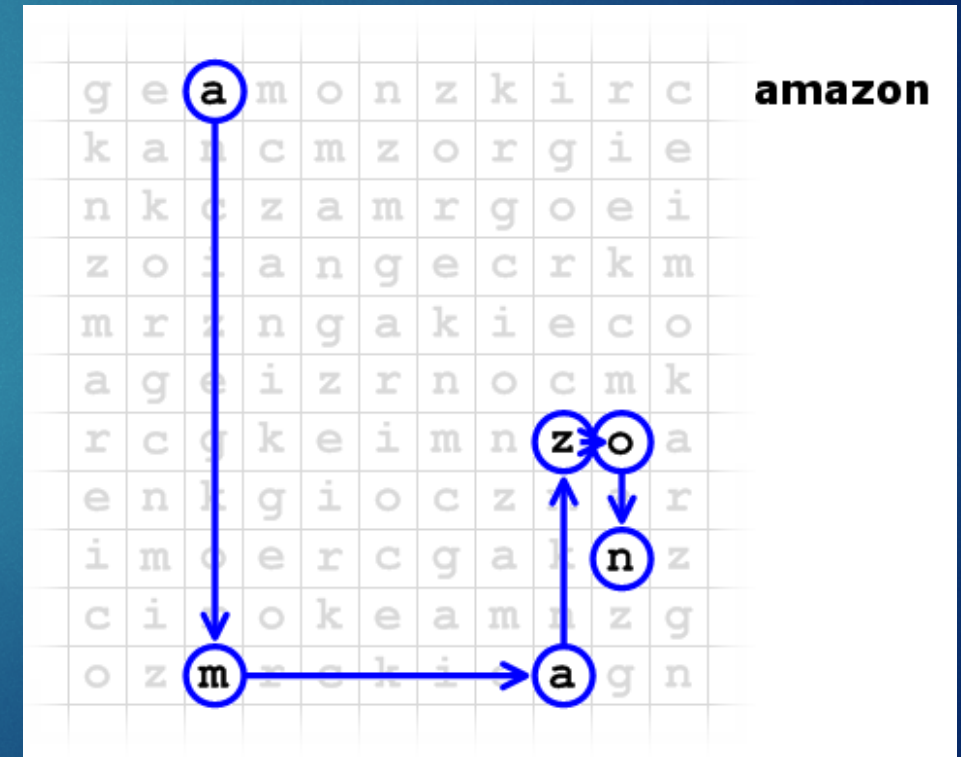 g e a m o n z k i r c amazon
k a n c m z o r g i e
n k c z a m r g o e i
z o i a n g e c r k m
m r z n g a k i e c o
a g e i z r n o c m k
r c g k e i m n z o a
e n k g i o c z m a r
i m o e r c g a k n z
c i r o k e a m n z g
o z m r c k i e a g n